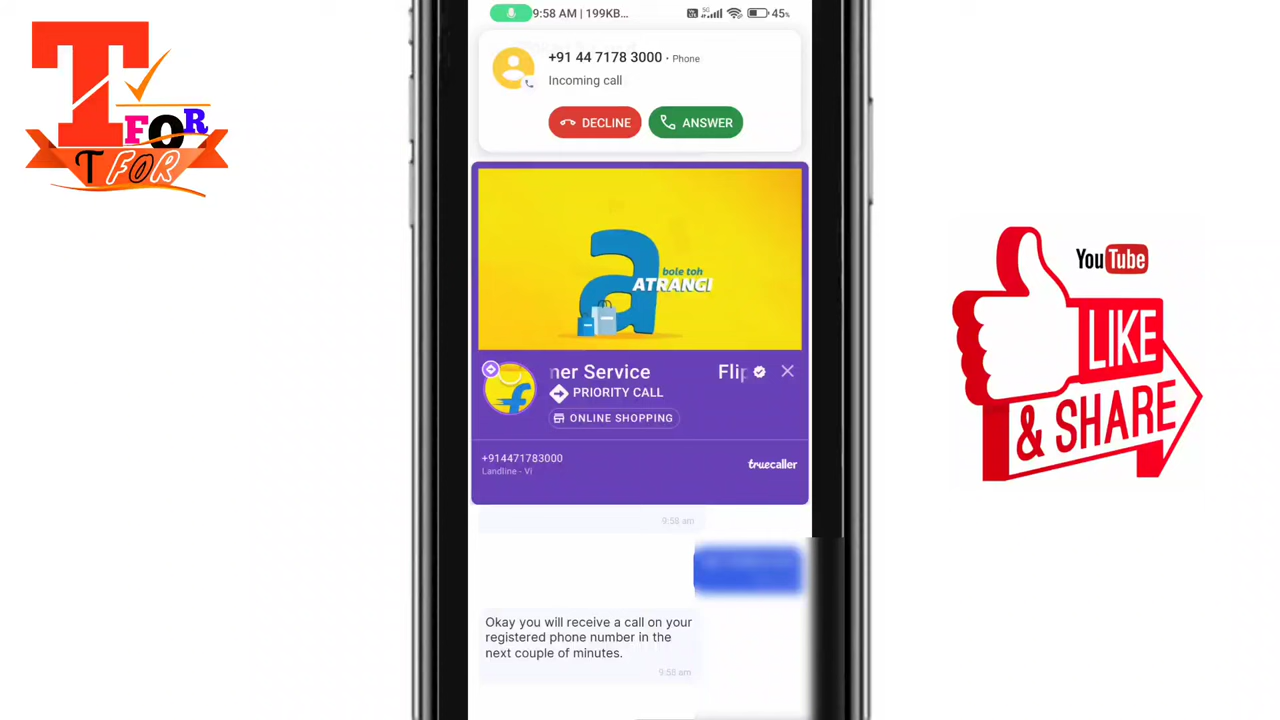 T
FOR
T FOR
9:58 AM | 199KB...
5G
45%
+91 44 7178 3000 • Phone
Incoming call
DECLINE
ANSWER
a
bole toh
ATRANGI
ner Service
Flip
PRIORITY CALL
ONLINE SHOPPING
+914471783000
Landline - Vi
truecaller
9:58 am
Okay you will receive a call on your
registered phone number in the
next couple of minutes.
9:58 am
YouTube
LIKE
& SHARE